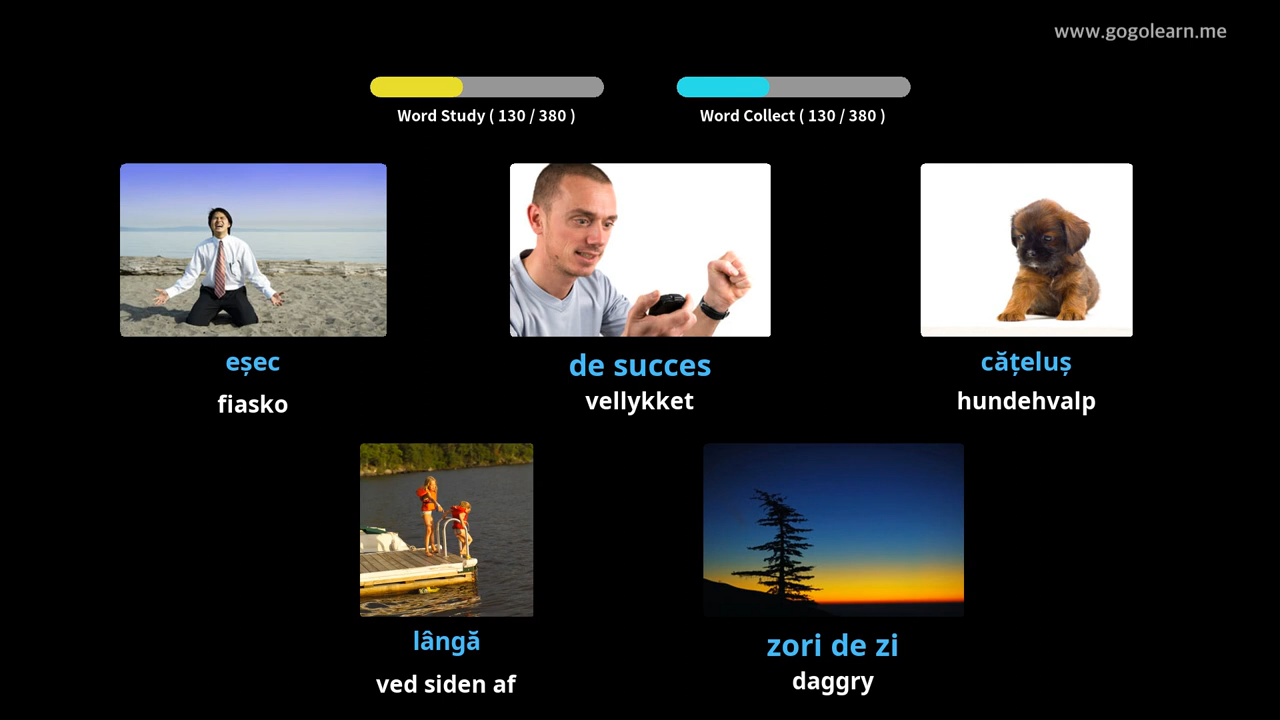 www.gogolearn.me
Word Study ( 130 / 380 )
Word Collect ( 130 / 380 )
eșec
fiasko
de succes
vellykket
cățeluș
hundehvalp
lângă
ved siden af
zori de zi
daggry